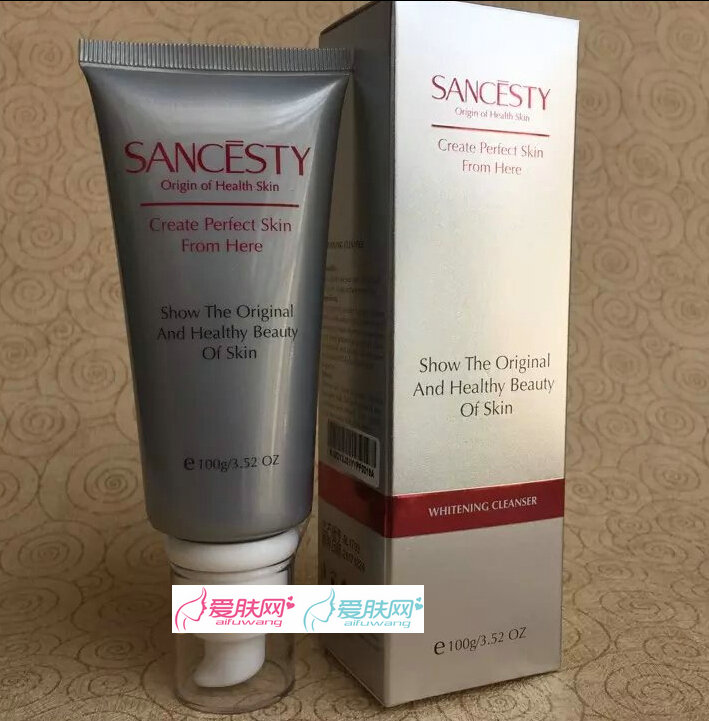 SANCĒSTY
Origin of Health Skin
Create Perfect Skin
From Here
Show The Original
And Healthy Beauty
Of Skin
e 100g/3.52 OZ
SANCĒSTY
Origin of Health Skin
Create Perfect Skin
From Here
Show The Original
And Healthy Beauty
Of Skin
WHITENING CLEANSER
e 100g/3.52 OZ
CLEANSER
爱肤网
aifuwang
爱肤网
aifuwang